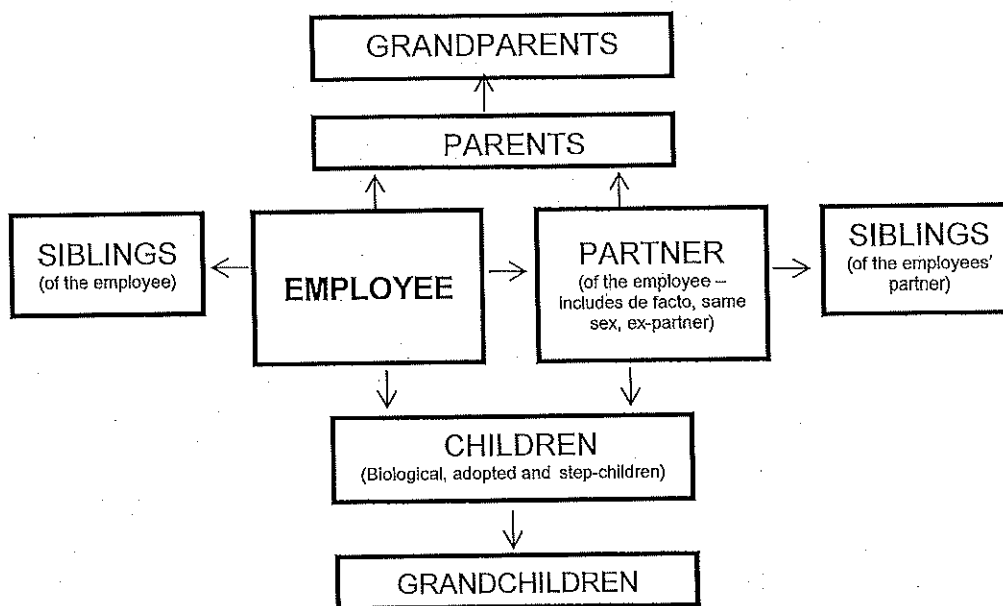 GRANDPARENTS
PARENTS
SIBLINGS
(of the employee)
EMPLOYEE
PARTNER
(of the employee –
includes de facto, same
sex, ex-partner)
SIBLINGS
(of the employees'
partner)
CHILDREN
(Biological, adopted and step-children)
GRANDCHILDREN